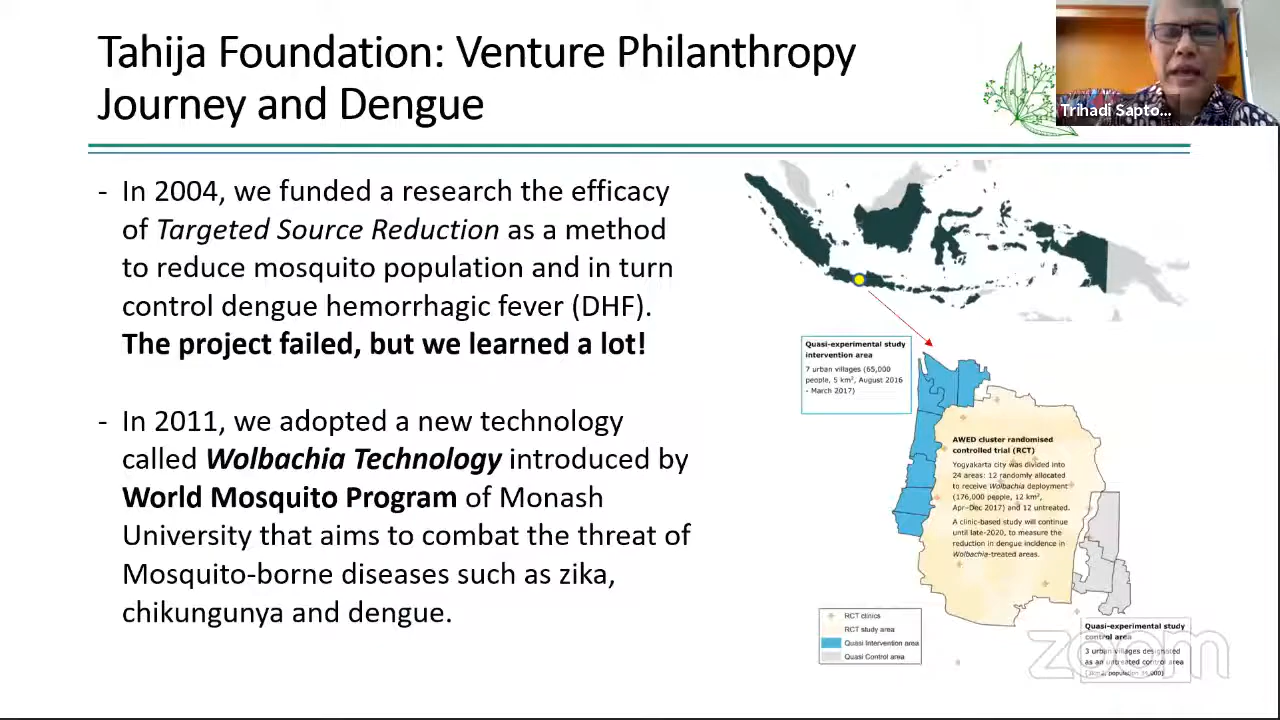 Tahija Foundation: Venture Philanthropy
Journey and Dengue
Trihadi Sapto...
- In 2004, we funded a research the efficacy
of Targeted Source Reduction as a method
to reduce mosquito population and in turn
control dengue hemorrhagic fever (DHF).
The project failed, but we learned a lot!
- In 2011, we adopted a new technology
called Wolbachia Technology introduced by
World Mosquito Program of Monash
University that aims to combat the threat of
Mosquito-borne diseases such as zika,
chikungunya and dengue.
Quasi-experimental study
intervention area
7 urban villages (65,000
people, 5 km², August 2016
- March 2017)
AWED cluster randomised
controlled trial (RCT)
Yogyakarta city was divided into
24 areas: 12 randomly allocated
to receive Wolbachia deployment
(176,000 people, 12 km²,
Apr-Dec 2017) and 12 untreated.
A clinic-based study will continue
until late-2020, to measure the
reduction in dengue incidence in
Wolbachia-treated areas.
RCT clinics
RCT study area
Quasi Intervention area
Quasi Control area
Quasi-experimental study
control area
3 urban villages designated
as an untreated control area
population
zoom